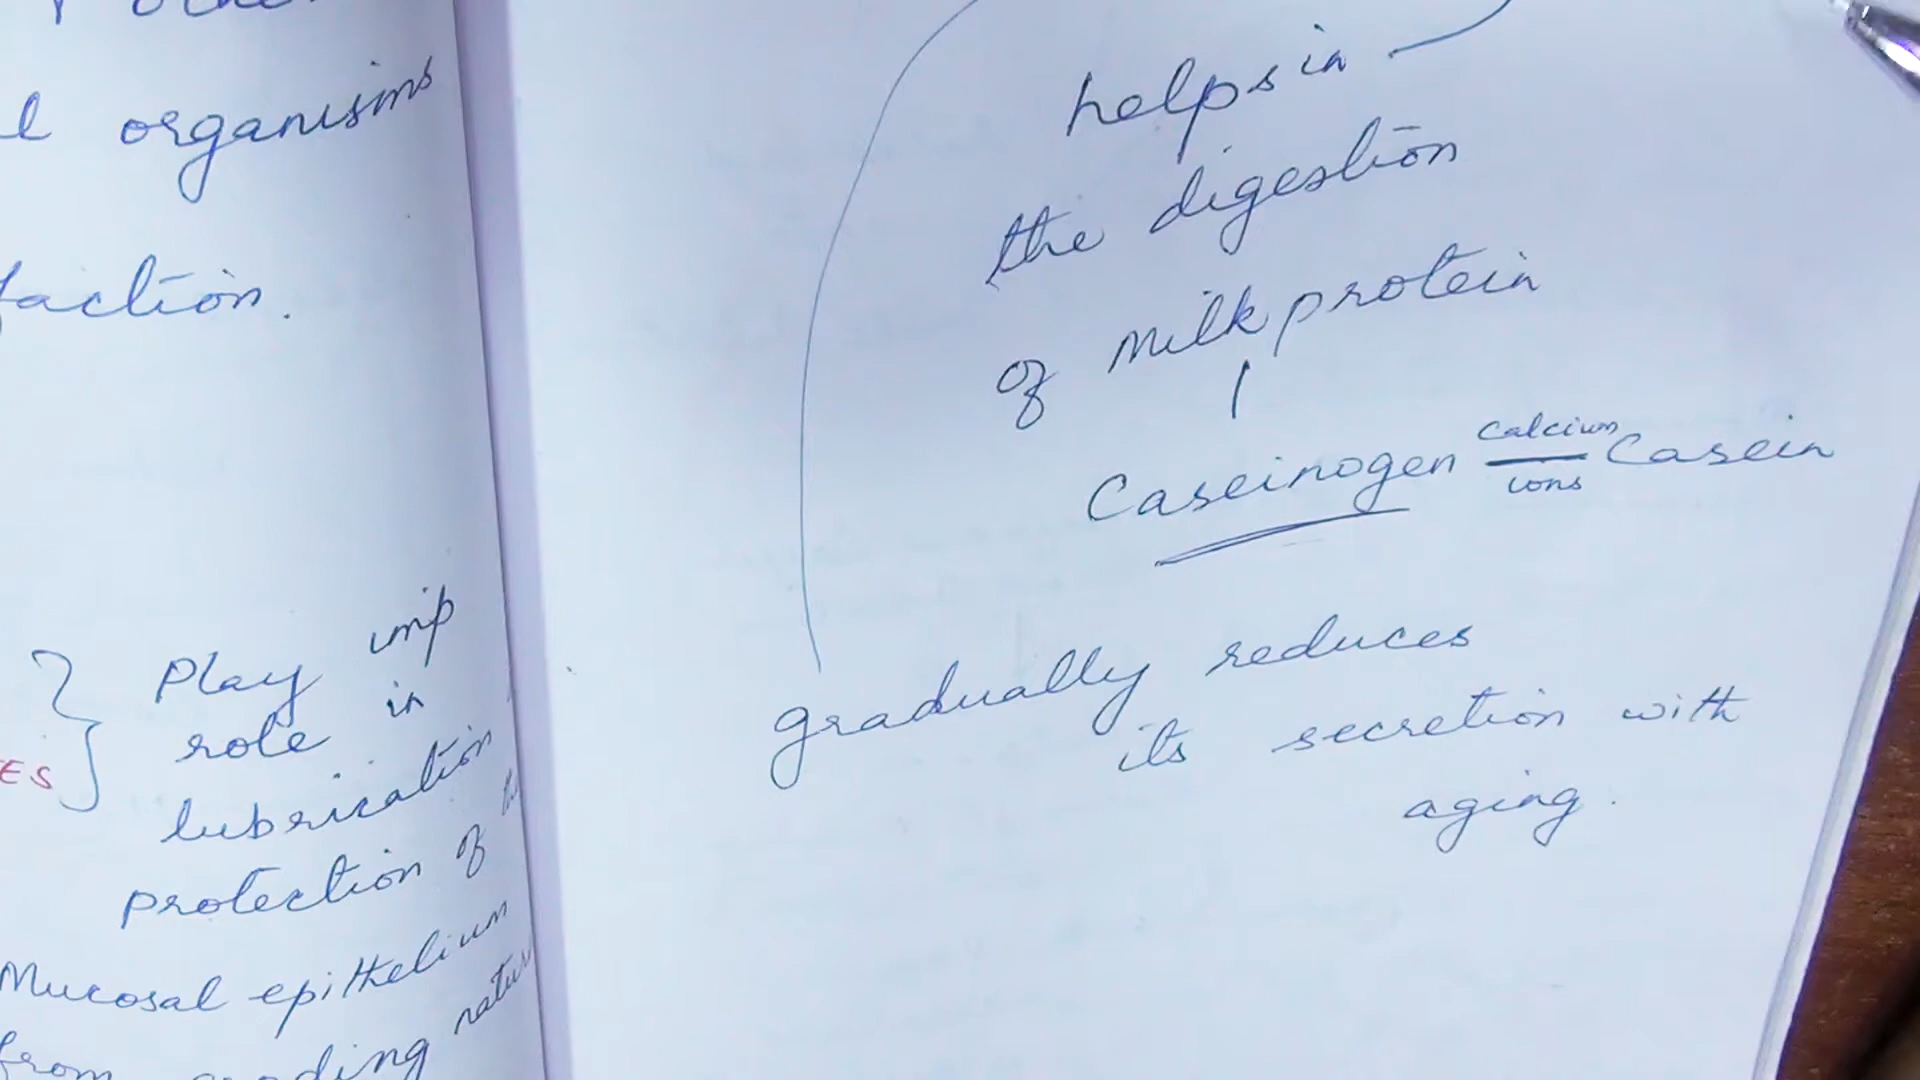 l organisms
faction.
Play imp
role in
ES
lubrication
protection of
Mucosal epithelium
from
helps in
the digestion
of Milk protein
Caseinogen calcium ions Casein
gradually reduces
its secretion with
aging.